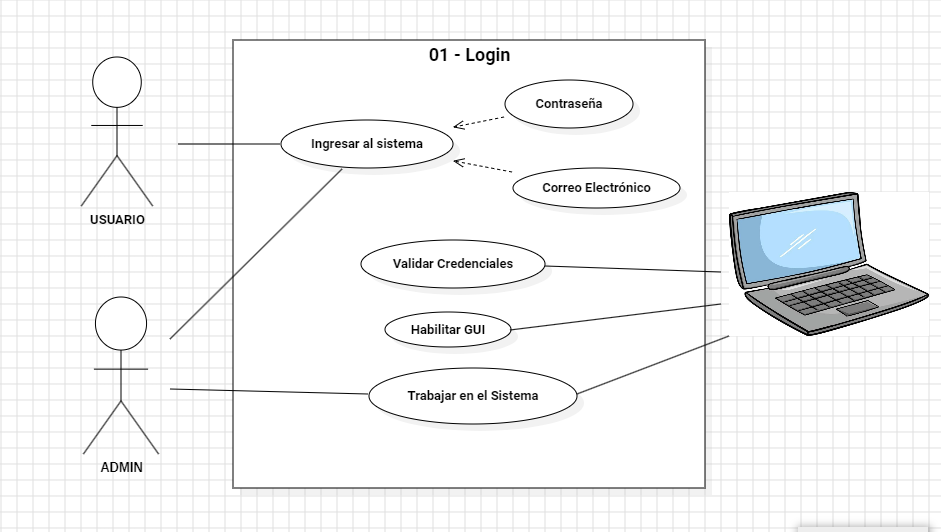 01 - Login
Contraseña
Ingresar al sistema
Correo Electrónico
USUARIO
Validar Credenciales
Habilitar GUI
Trabajar en el Sistema
ADMIN